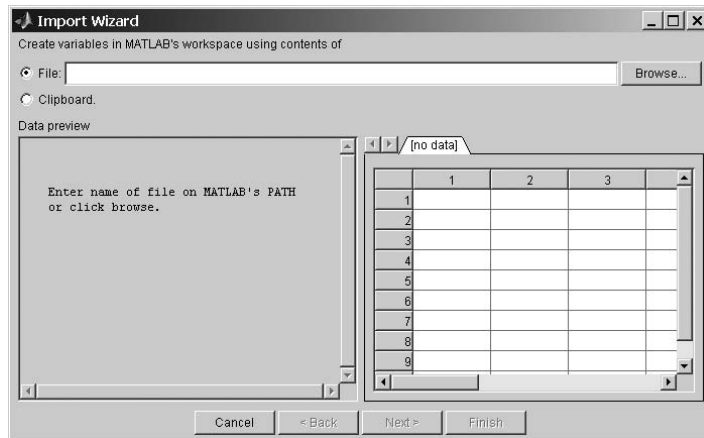 Import Wizard
Create variables in MATLAB's workspace using contents of
File:
Browse...
Clipboard.
Data preview
Enter name of file on MATLAB's PATH
or click browse.
[no data]
1 2 3
1
2
3
4
5
6
7
8
9
Cancel < Back Next > Finish